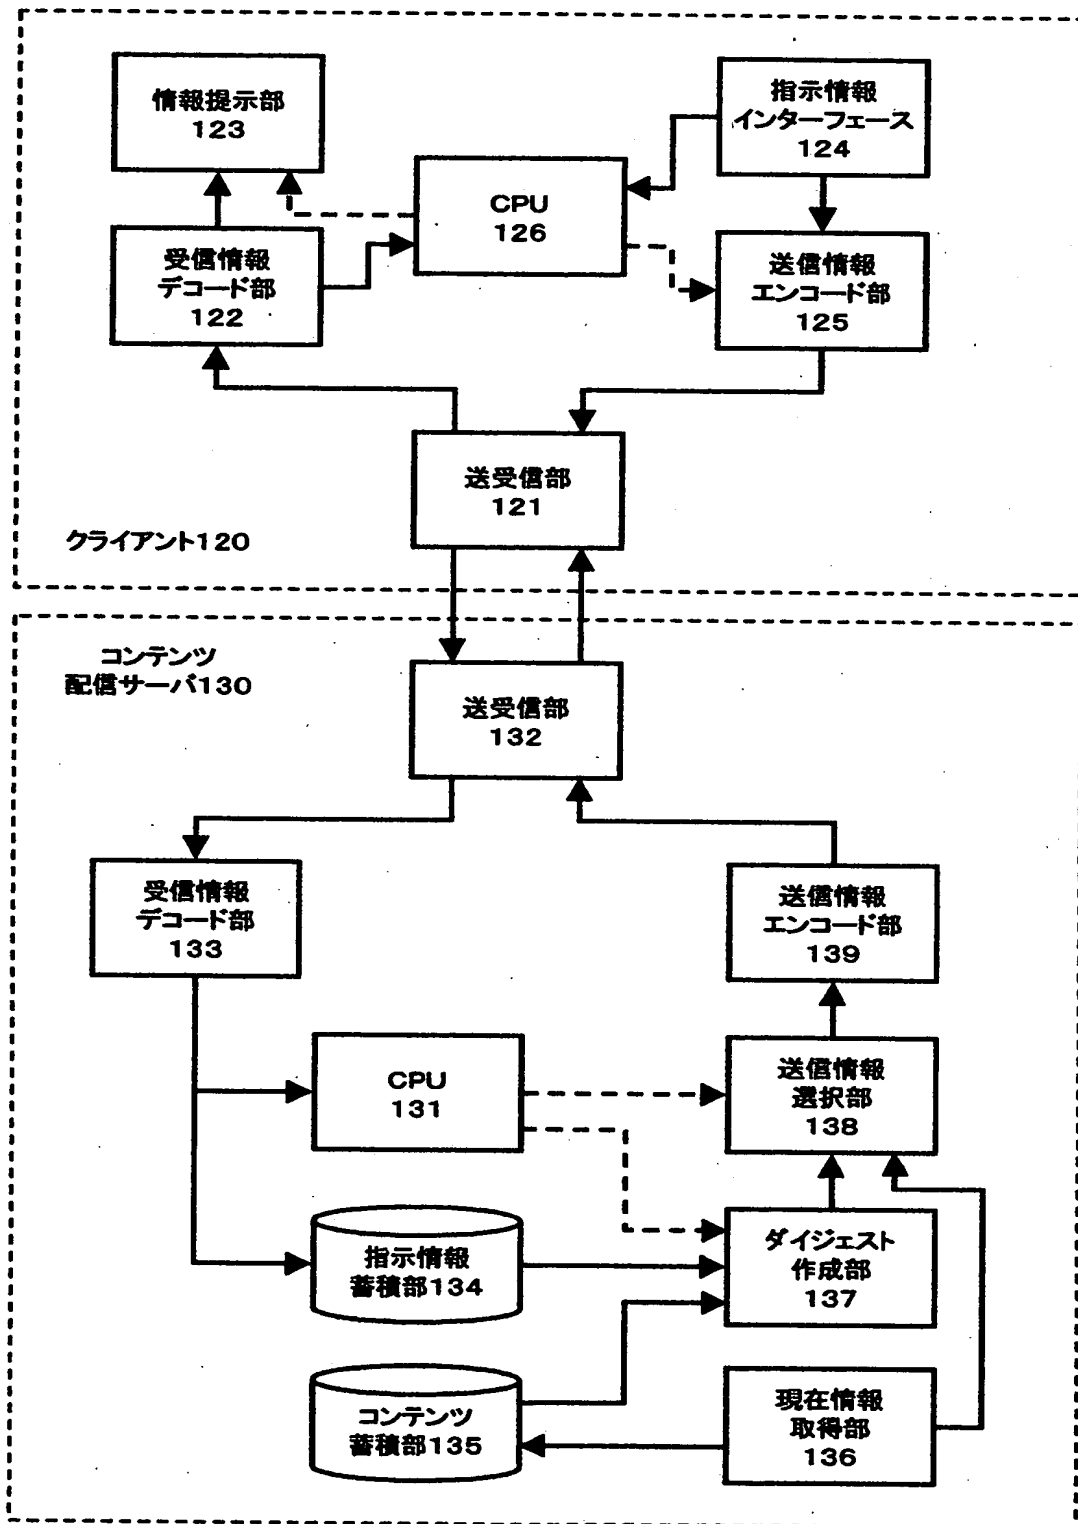 情報提示部
123
指示情報
インターフェース
124
CPU
126
受信情報
デコード部
122
送信情報
エンコード部
125
送受信部
121
クライアント120
コンテンツ
配信サーバ130
送受信部
132
受信情報
デコード部
133
送信情報
エンコード部
139
CPU
131
送信情報
選択部
138
指示情報
蓄積部134
ダイジェスト
作成部
137
コンテンツ
蓄積部135
現在情報
取得部
136